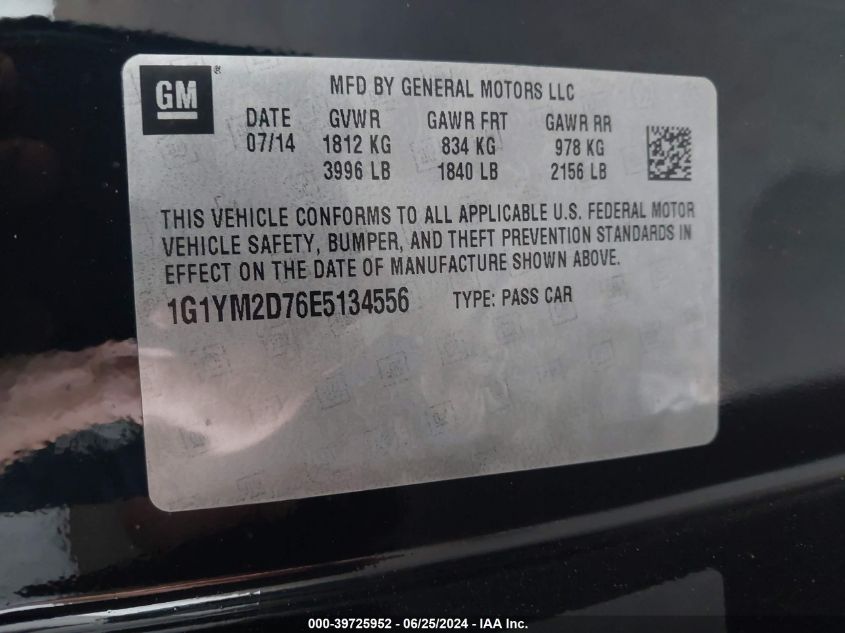 GM®
MFD BY GENERAL MOTORS LLC
DATE GVWR GAWR FRT GAWR RR
07/14 1812 KG 834 KG 978 KG
3996 LB 1840 LB 2156 LB
THIS VEHICLE CONFORMS TO ALL APPLICABLE U.S. FEDERAL MOTOR
VEHICLE SAFETY, BUMPER, AND THEFT PREVENTION STANDARDS IN
EFFECT ON THE DATE OF MANUFACTURE SHOWN ABOVE.
1G1YM2D76E5134556 TYPE: PASS CAR
000-39725952 - 06/25/2024 - IAA Inc.